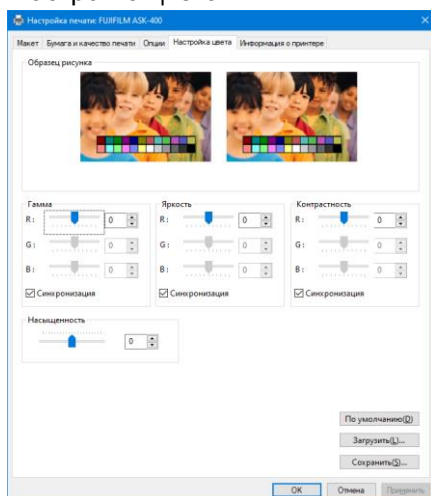 Настройка печати: FUJIFILM ASK-400
Макет Бумага и качество печати Опции Настройка цвета Информация о принтере
Образец рисунка
Гамма Яркость Контрастность
R: 0 R: 0 R: 0
G: 0 G: 0 G: 0
B: 0 B: 0 B: 0
Синхронизация Синхронизация Синхронизация
Насыщенность
0
По умолчанию(D)
Загрузить(L)...
Сохранить(S)...
OK Отмена Применить